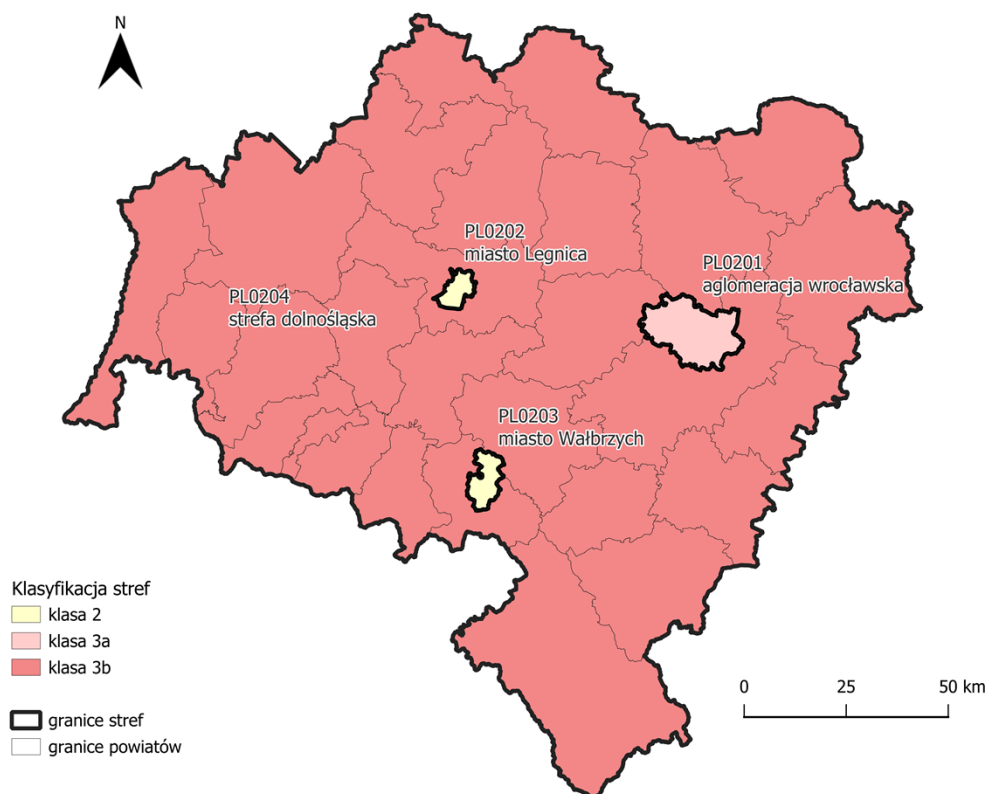 N
PL0202
miasto Legnica
PL0201
aglomeracja wrocławska
PL0204
strefa dolnośląska
PL0203
miasto Wałbrzych
Klasyfikacja stref
klasa 2
klasa 3a
klasa 3b
granice stref
granice powiatów
0 25 50 km